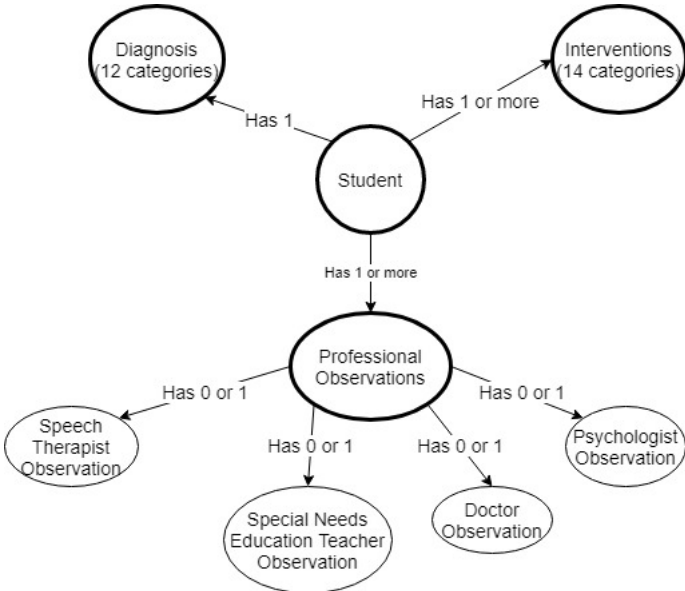 Diagnosis
(12 categories)
Interventions
(14 categories)
Has 1
Has 1 or more
Student
Has 1 or more
Professional
Observations
Has 0 or 1
Has 0 or 1
Has 0 or 1
Has 0 or 1
Speech
Therapist
Observation
Special Needs
Education Teacher
Observation
Doctor
Observation
Psychologist
Observation